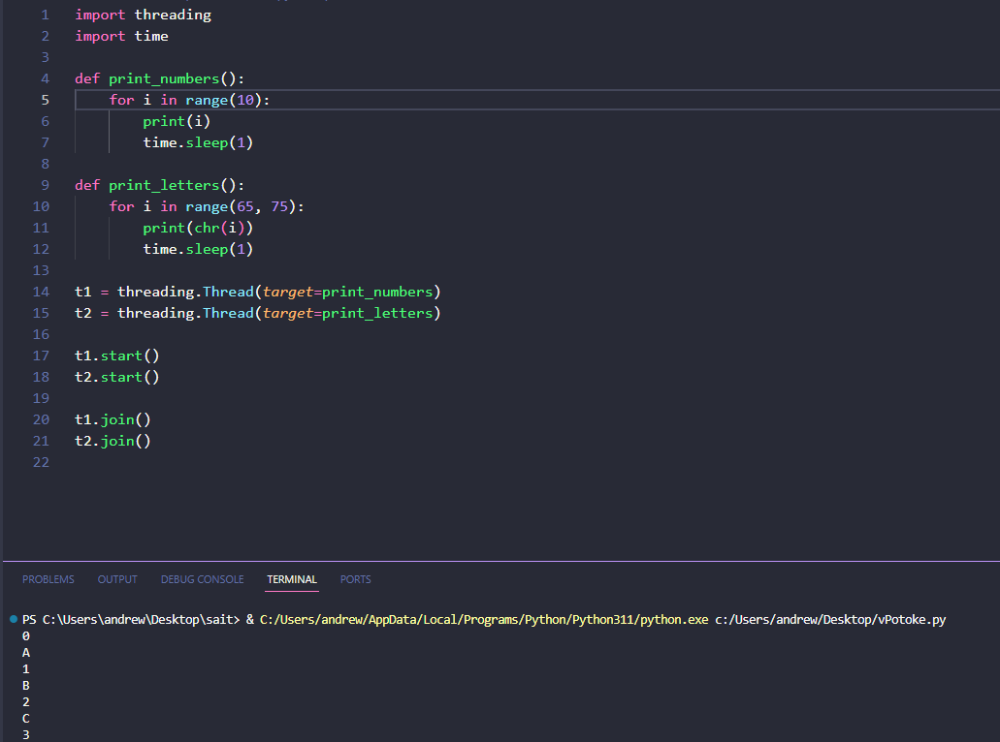 1 import threading
2 import time
3
4 def print_numbers():
5     for i in range(10):
6         print(i)
7         time.sleep(1)
8
9 def print_letters():
10     for i in range(65, 75):
11         print(chr(i))
12         time.sleep(1)
13
14 t1 = threading.Thread(target=print_numbers)
15 t2 = threading.Thread(target=print_letters)
16
17 t1.start()
18 t2.start()
19
20 t1.join()
21 t2.join()
22
PROBLEMS OUTPUT DEBUG CONSOLE TERMINAL PORTS
PS C:\Users\andrew\Desktop\sait> & C:/Users/andrew/AppData/Local/Programs/Python/Python311/python.exe c:/Users/andrew/Desktop/vPotoke.py
0
A
1
B
2
C
3